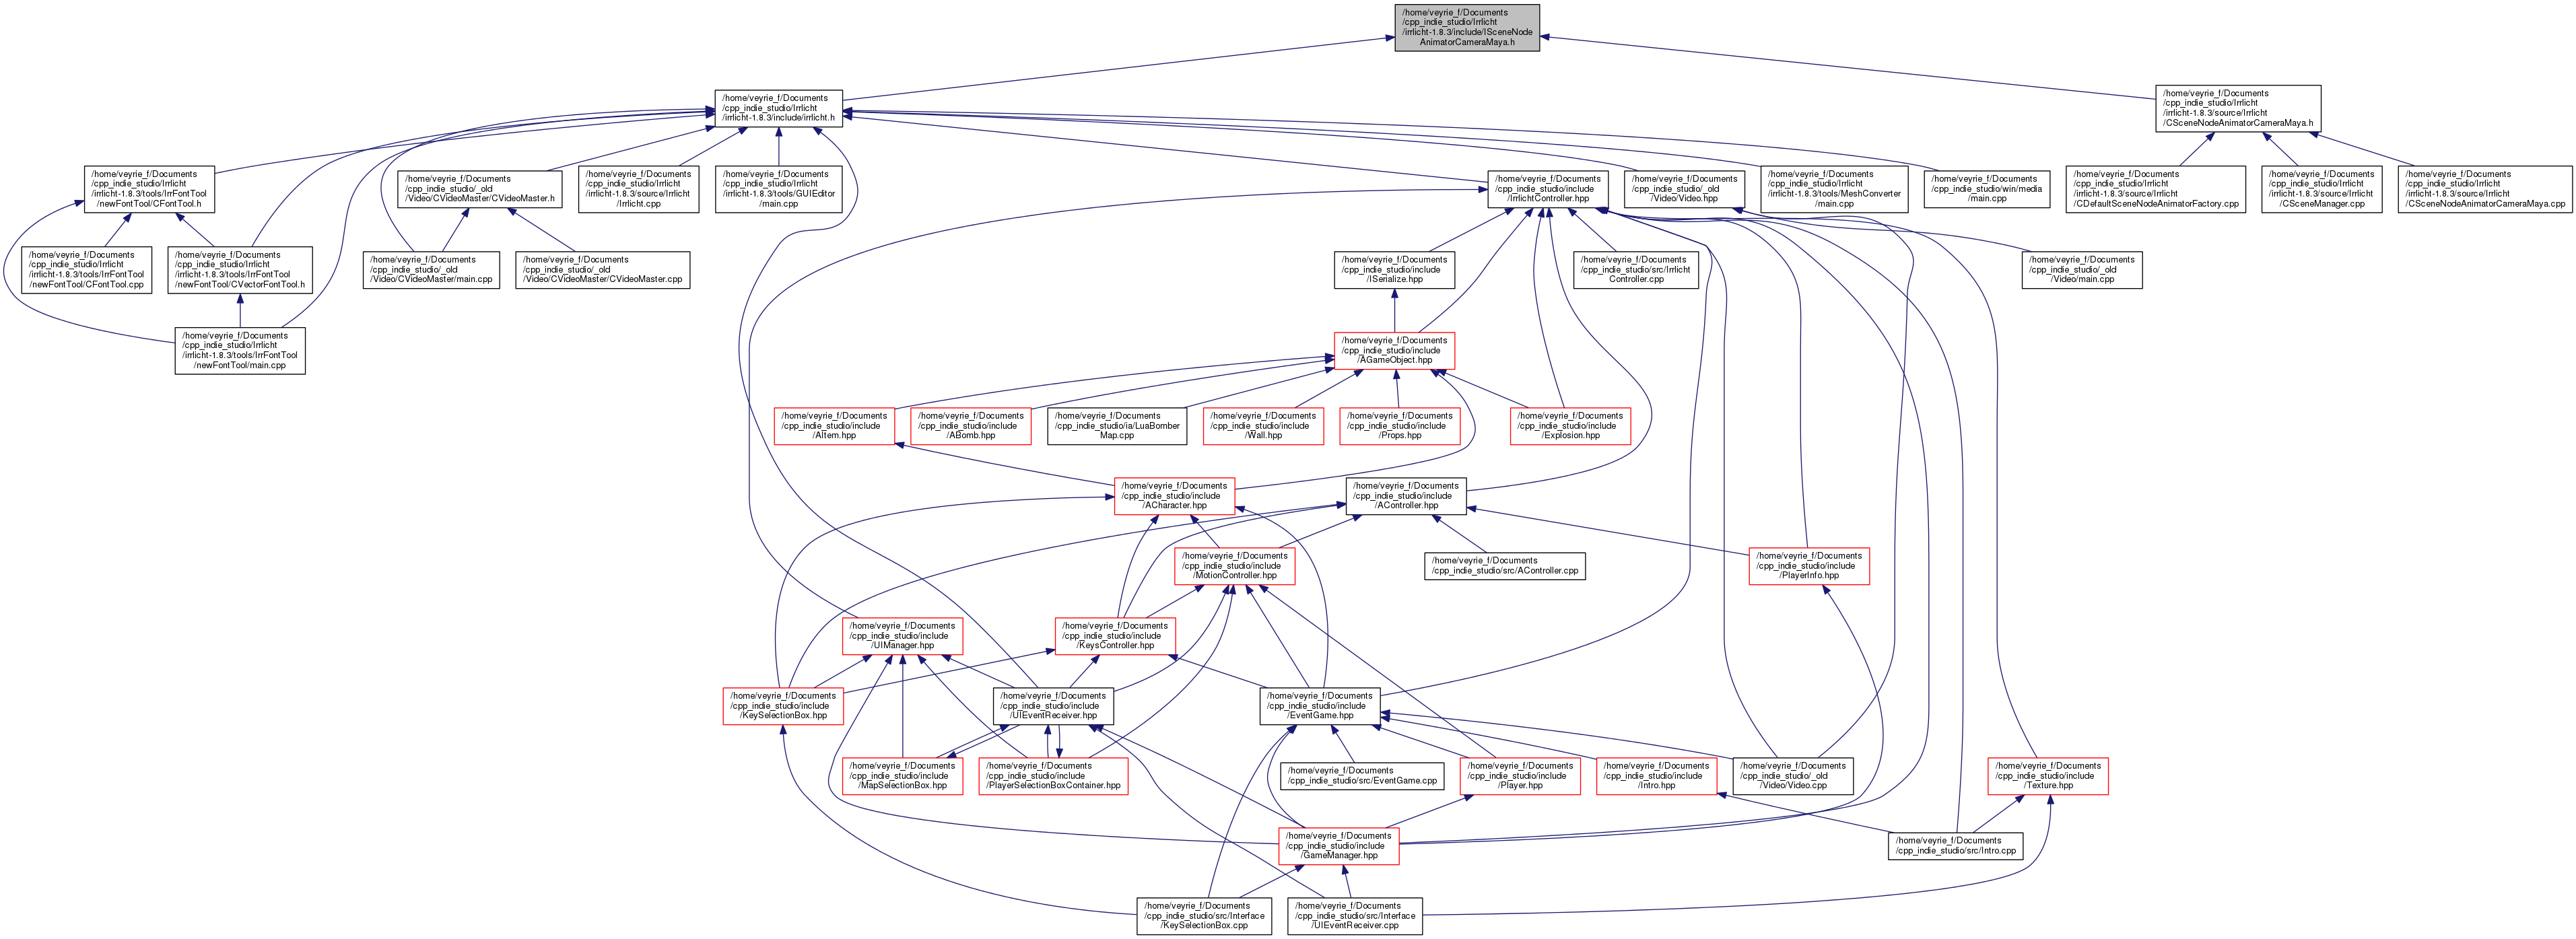 /home/veyrie_f/Documents
/cpp_indie_studio/Irrlicht
/irrlicht-1.8.3/include/ISceneNode
AnimatorCameraMaya.h
/home/veyrie_f/Documents
/cpp_indie_studio/Irrlicht
/irrlicht-1.8.3/include/irrlicht.h
/home/veyrie_f/Documents
/cpp_indie_studio/Irrlicht
/irrlicht-1.8.3/source/Irrlicht
/CSceneNodeAnimatorCameraMaya.h
/home/veyrie_f/Documents
/cpp_indie_studio/Irrlicht
/irrlicht-1.8.3/tools/IrrFontTool
/newFontTool/CFontTool.h
/home/veyrie_f/Documents
/cpp_indie_studio/_old
/Video/CVideoMaster/CVideoMaster.h
/home/veyrie_f/Documents
/cpp_indie_studio/Irrlicht
/irrlicht-1.8.3/source/Irrlicht
/Irrlicht.cpp
/home/veyrie_f/Documents
/cpp_indie_studio/Irrlicht
/irrlicht-1.8.3/tools/GUIEditor
/main.cpp
/home/veyrie_f/Documents
/cpp_indie_studio/include
/IrrlichtController.hpp
/home/veyrie_f/Documents
/cpp_indie_studio/_old
/Video/Video.hpp
/home/veyrie_f/Documents
/cpp_indie_studio/Irrlicht
/irrlicht-1.8.3/tools/MeshConverter
/main.cpp
/home/veyrie_f/Documents
/cpp_indie_studio/win/media
/main.cpp
/home/veyrie_f/Documents
/cpp_indie_studio/Irrlicht
/irrlicht-1.8.3/source/Irrlicht
/CDefaultSceneNodeAnimatorFactory.cpp
/home/veyrie_f/Documents
/cpp_indie_studio/Irrlicht
/irrlicht-1.8.3/source/Irrlicht
/CSceneManager.cpp
/home/veyrie_f/Documents
/cpp_indie_studio/Irrlicht
/irrlicht-1.8.3/source/Irrlicht
/CSceneNodeAnimatorCameraMaya.cpp
/home/veyrie_f/Documents
/cpp_indie_studio/Irrlicht
/irrlicht-1.8.3/tools/IrrFontTool
/newFontTool/CFontTool.cpp
/home/veyrie_f/Documents
/cpp_indie_studio/Irrlicht
/irrlicht-1.8.3/tools/IrrFontTool
/newFontTool/CVectorFontTool.h
/home/veyrie_f/Documents
/cpp_indie_studio/_old
/Video/CVideoMaster/main.cpp
/home/veyrie_f/Documents
/cpp_indie_studio/_old
/Video/CVideoMaster/CVideoMaster.cpp
/home/veyrie_f/Documents
/cpp_indie_studio/include
/ISerialize.hpp
/home/veyrie_f/Documents
/cpp_indie_studio/src/Irrlicht
Controller.cpp
/home/veyrie_f/Documents
/cpp_indie_studio/_old
/Video/main.cpp
/home/veyrie_f/Documents
/cpp_indie_studio/Irrlicht
/irrlicht-1.8.3/tools/IrrFontTool
/newFontTool/main.cpp
/home/veyrie_f/Documents
/cpp_indie_studio/include
/AGameObject.hpp
/home/veyrie_f/Documents
/cpp_indie_studio/include
/AItem.hpp
/home/veyrie_f/Documents
/cpp_indie_studio/include
/ABomb.hpp
/home/veyrie_f/Documents
/cpp_indie_studio/ia/LuaBomber
Map.cpp
/home/veyrie_f/Documents
/cpp_indie_studio/include
/Wall.hpp
/home/veyrie_f/Documents
/cpp_indie_studio/include
/Props.hpp
/home/veyrie_f/Documents
/cpp_indie_studio/include
/Explosion.hpp
/home/veyrie_f/Documents
/cpp_indie_studio/include
/ACharacter.hpp
/home/veyrie_f/Documents
/cpp_indie_studio/include
/AController.hpp
/home/veyrie_f/Documents
/cpp_indie_studio/include
/MotionController.hpp
/home/veyrie_f/Documents
/cpp_indie_studio/src/AController.cpp
/home/veyrie_f/Documents
/cpp_indie_studio/include
/PlayerInfo.hpp
/home/veyrie_f/Documents
/cpp_indie_studio/include
/UIManager.hpp
/home/veyrie_f/Documents
/cpp_indie_studio/include
/KeysController.hpp
/home/veyrie_f/Documents
/cpp_indie_studio/include
/KeySelectionBox.hpp
/home/veyrie_f/Documents
/cpp_indie_studio/include
/UIEventReceiver.hpp
/home/veyrie_f/Documents
/cpp_indie_studio/include
/EventGame.hpp
/home/veyrie_f/Documents
/cpp_indie_studio/include
/MapSelectionBox.hpp
/home/veyrie_f/Documents
/cpp_indie_studio/include
/PlayerSelectionBoxContainer.hpp
/home/veyrie_f/Documents
/cpp_indie_studio/src/EventGame.cpp
/home/veyrie_f/Documents
/cpp_indie_studio/include
/Player.hpp
/home/veyrie_f/Documents
/cpp_indie_studio/include
/Intro.hpp
/home/veyrie_f/Documents
/cpp_indie_studio/_old
/Video/Video.cpp
/home/veyrie_f/Documents
/cpp_indie_studio/include
/Texture.hpp
/home/veyrie_f/Documents
/cpp_indie_studio/include
/GameManager.hpp
/home/veyrie_f/Documents
/cpp_indie_studio/src/Intro.cpp
/home/veyrie_f/Documents
/cpp_indie_studio/src/Interface
/KeySelectionBox.cpp
/home/veyrie_f/Documents
/cpp_indie_studio/src/Interface
/UIEventReceiver.cpp